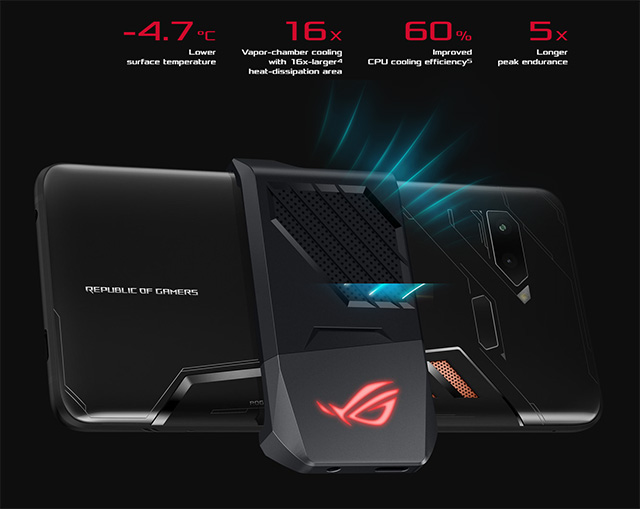 -4.7 °C
Lower
surface temperature
16x
Vapor-chamber cooling
with 16x-larger⁴
heat-dissipation area
60%
Improved
CPU cooling efficiency⁵
5x
Longer
peak endurance
REPUBLIC OF GAMERS